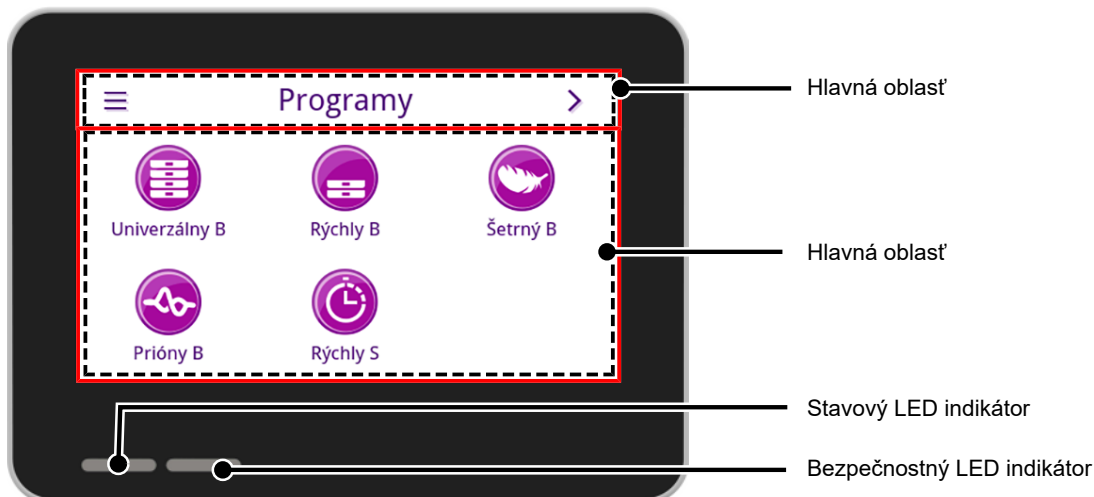 Programy
Univerzálny B
Rýchly B
Šetrný B
Prióny B
Rýchly S
Hlavná oblasť
Hlavná oblasť
Stavový LED indikátor
Bezpečnostný LED indikátor